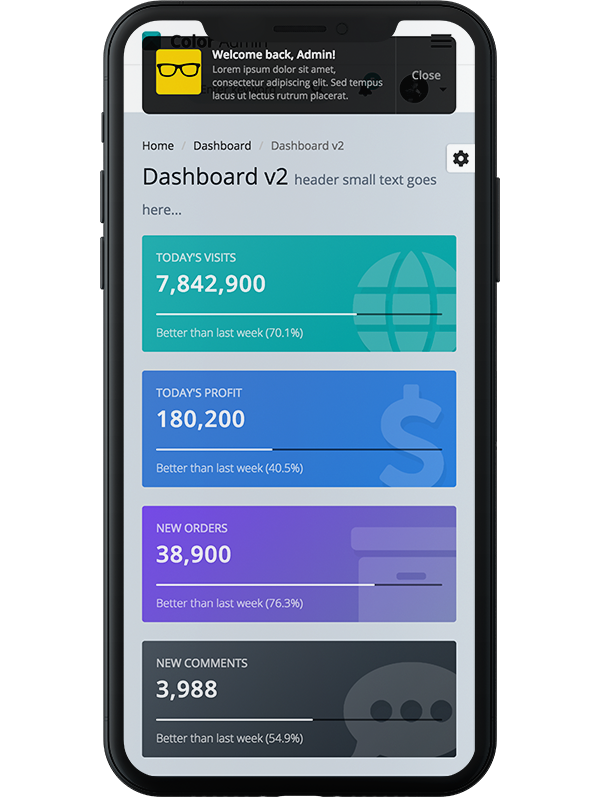 Color Admin
Welcome back, Admin!
Lorem ipsum dolor sit amet,
consectetur adipiscing elit. Sed tempus
lacus ut lectus rutrum placerat.
Close
Home / Dashboard / Dashboard v2
Dashboard v2 header small text goes
here...
TODAY'S VISITS
7,842,900
Better than last week (70.1%)
TODAY'S PROFIT
180,200
Better than last week (40.5%)
NEW ORDERS
38,900
Better than last week (76.3%)
NEW COMMENTS
3,988
Better than last week (54.9%)